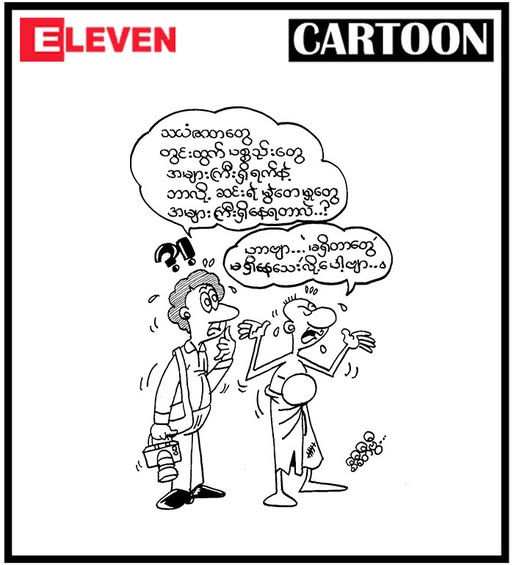 ELEVEN
CARTOON
သယံဇာတတွေ
တွင်းထွက် ပစ္စည်းတွေ
အများကြီးရှိရက်နဲ့
ဘာလို့ ဆင်းရဲ မွဲတေမှုတွေ
အများကြီးရှိနေရတာလဲ..?
?!
ဟာဗျာ... မရှိတာတွေ
မရှိနေသေးလို့ပေါ့ဗျာ...